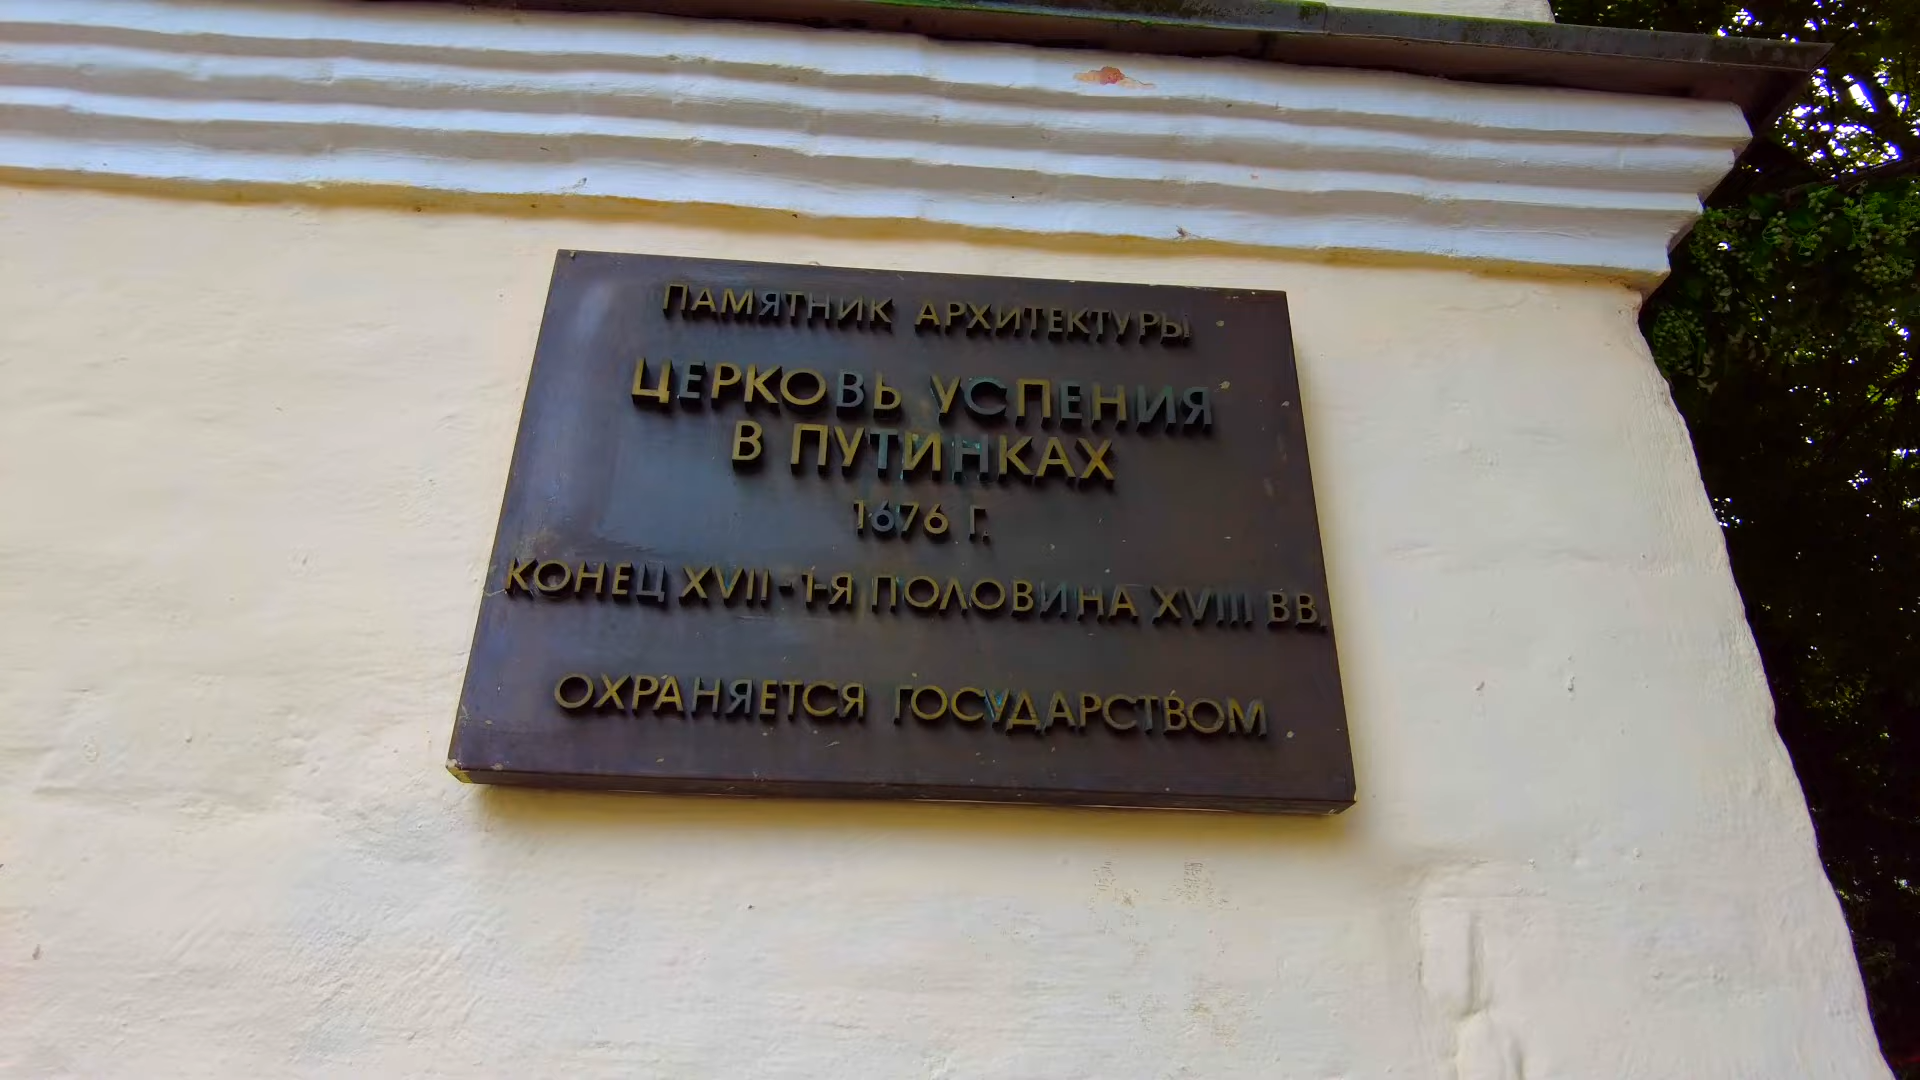 ПАМЯТНИК АРХИТЕКТУРЫ
ЦЕРКОВЬ УСПЕНИЯ
В ПУТИНКАХ
1676 Г.
КОНЕЦ XVII-1-Я ПОЛОВИНА XVIII ВВ.
ОХРАНЯЕТСЯ ГОСУДАРСТВОМ